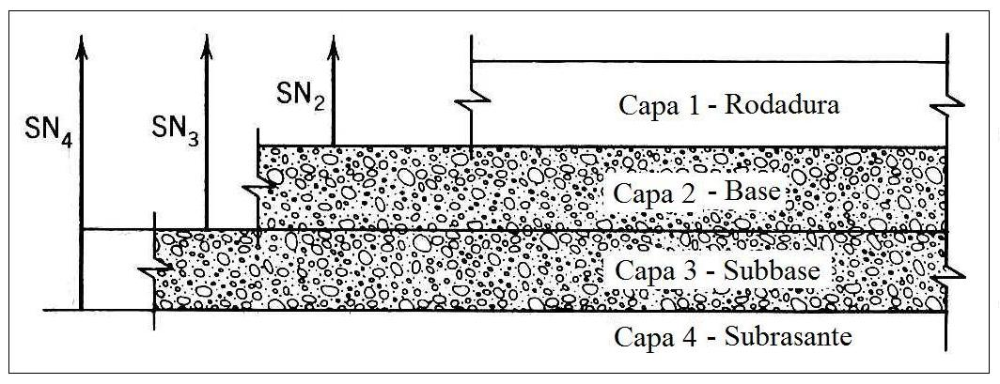 SN2
Capa 1 - Rodadura
SN3
SN4
Capa 2 - Base
Capa 3 - Subbase
Capa 4 - Subrasante